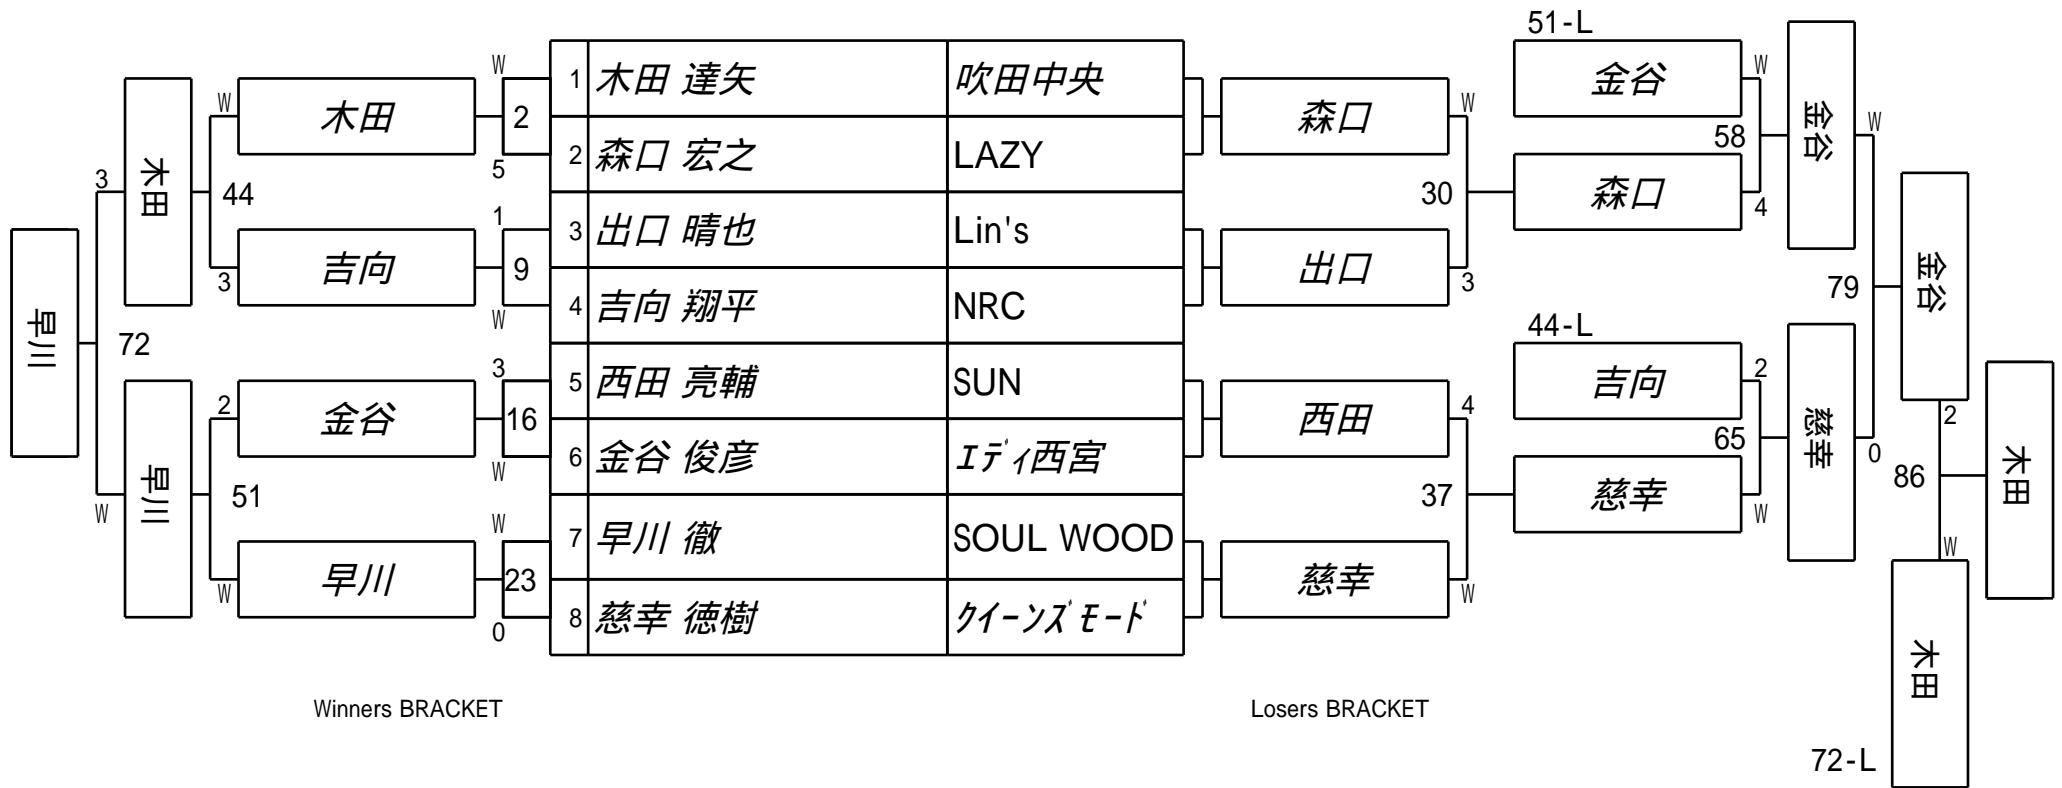 早川
3
72
W
木田
早川
W
44
3
2
51
W
木田
吉向
金谷
早川
W
2
5
1
9
W
3
16
W
W
23
0
1 木田 達矢 吹田中央
2 森口 宏之 LAZY
3 出口 晴也 Lin's
4 吉向 翔平 NRC
5 西田 亮輔 SUN
6 金谷 俊彦 ｴﾃﾞｨ西宮
7 早川 徹 SOUL WOOD
8 慈幸 徳樹 ｸｲｰﾝｽﾞﾓｰﾄﾞ
森口
出口
西田
慈幸
W
30
3
4
37
W
51-L
金谷
森口
44-L
吉向
慈幸
W
58
4
2
65
W
金谷
慈幸
W
79
0
金谷
2
86
W
木田
72-L
木田
Winners BRACKET
Losers BRACKET